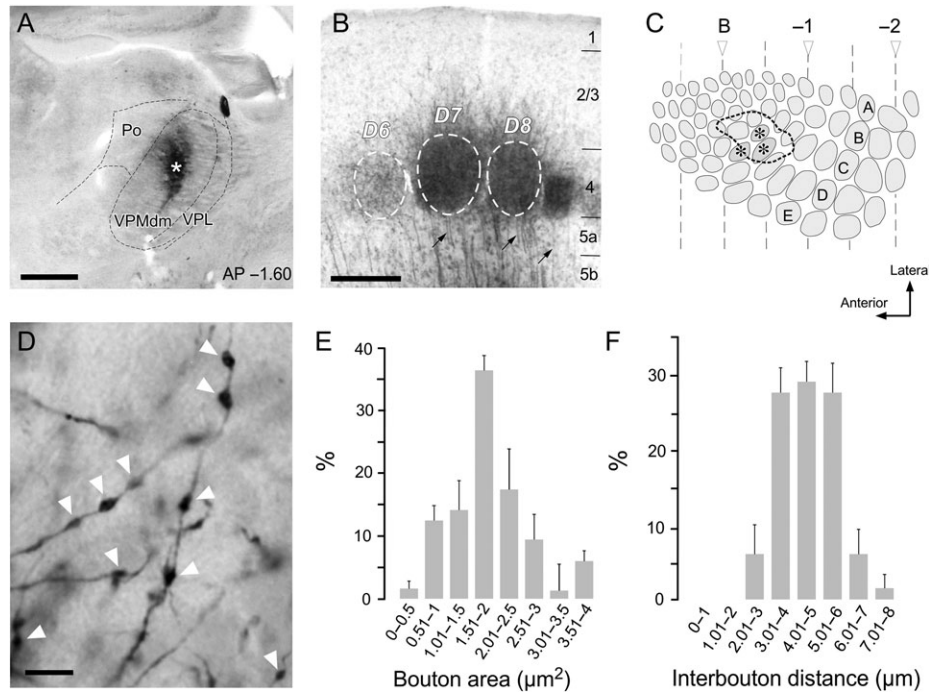 A
Po
*
VPMdm
VPL
AP –1.60
B
D6
D7
D8
1
2/3
4
5a
5b
C
B
–1
–2
A
B
C
D
E
*
*
*
Latera
Anterior
D
E
%
40
30
20
10
0
0–0.5
0.51–1
1.01–1.5
1.51–2
2.01–2.5
2.51–3
3.01–3.5
3.51–4
Bouton area (µm²)
F
%
30
20
10
0
0–1
1.01–2
2.01–3
3.01–4
4.01–5
5.01–6
6.01–7
7.01–8
Interbouton distance (µm)